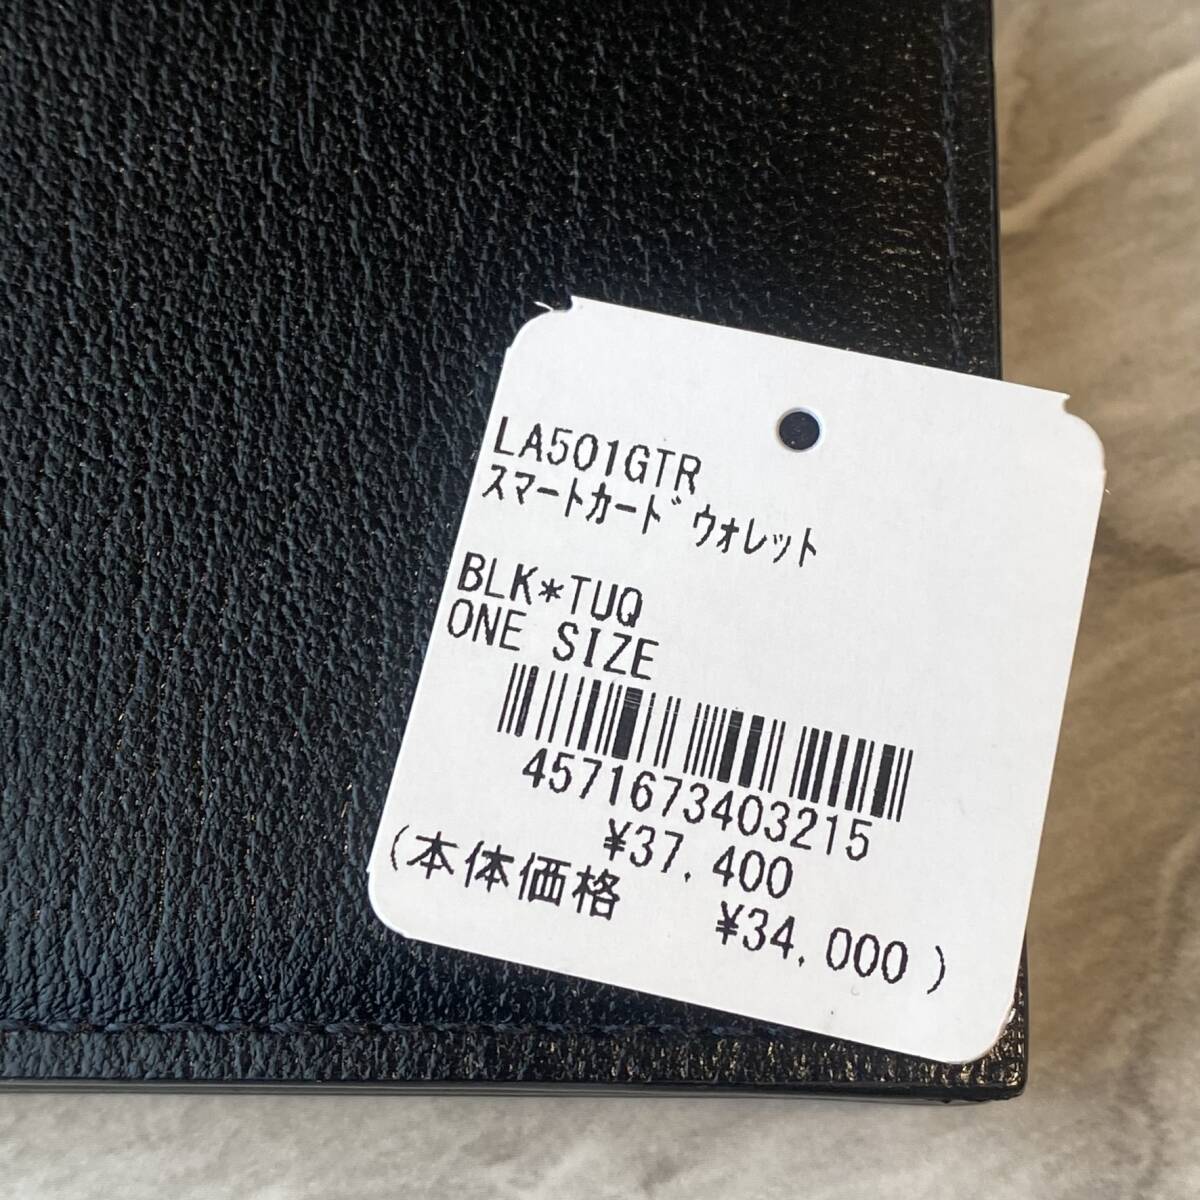 LA501GTR
ｽﾏｰﾄｶｰﾄﾞｳｫﾚｯﾄ
BLK*TUQ
ONE SIZE
4571673403215
¥37,400
(本体価格 ¥34,000)